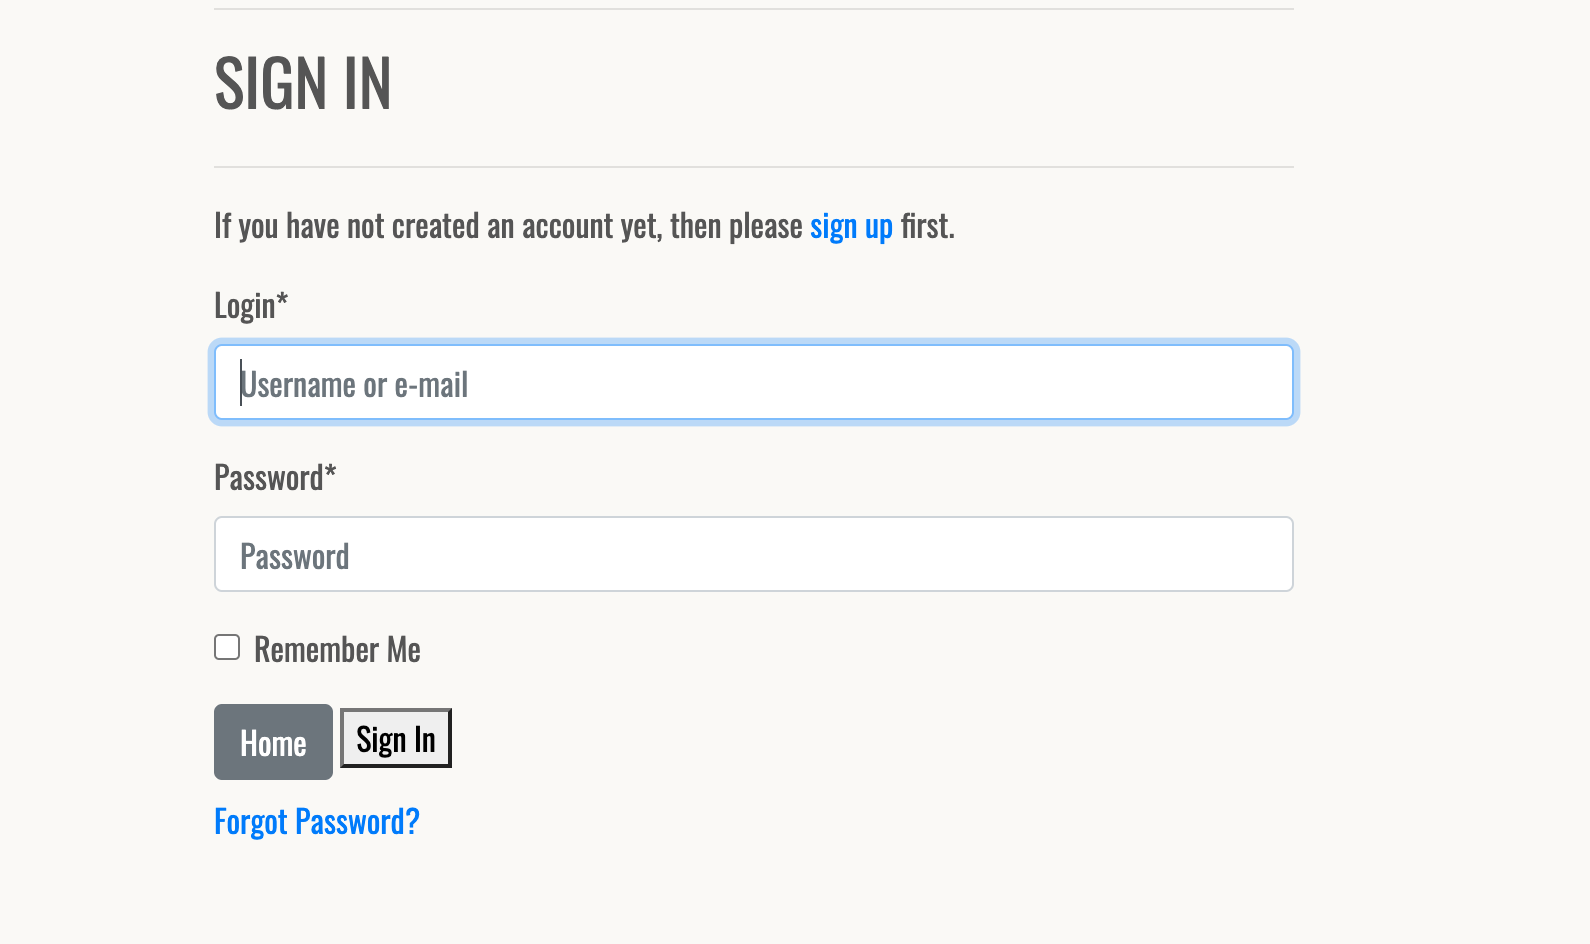 SIGN IN
If you have not created an account yet, then please sign up first.
Login*
Username or e-mail
Password*
Password
Remember Me
Home Sign In
Forgot Password?